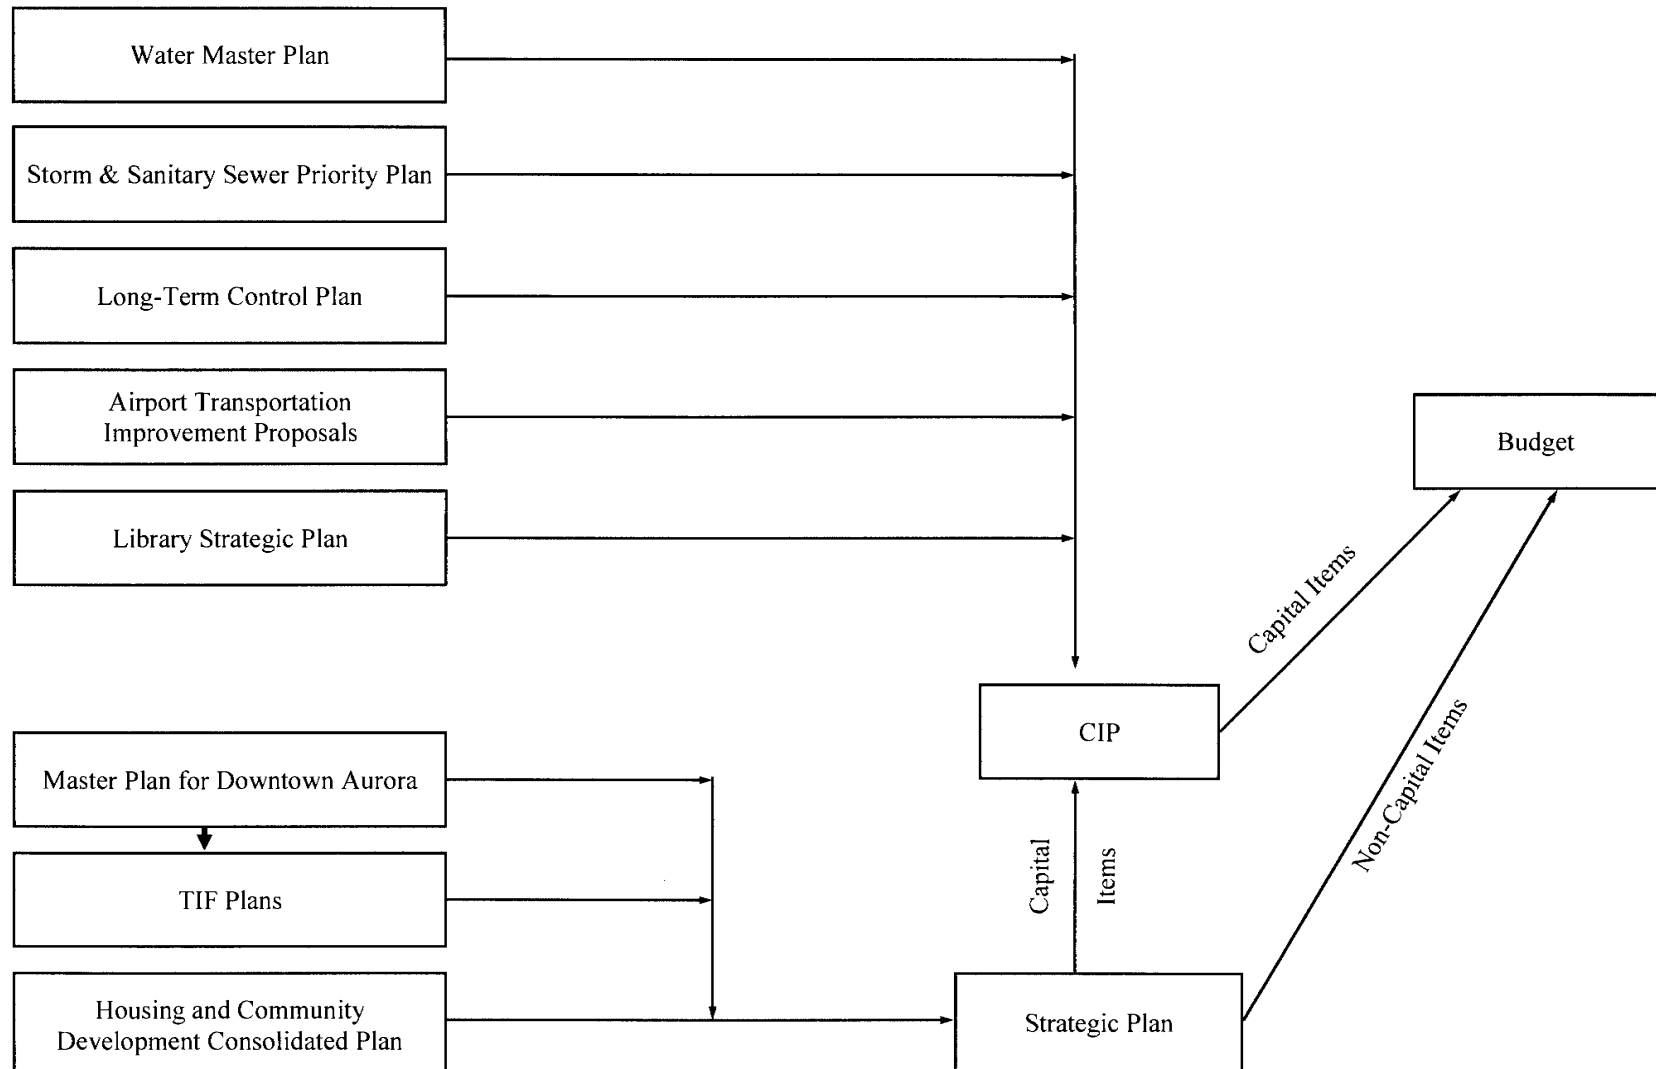 Water Master Plan
Storm & Sanitary Sewer Priority Plan
Long-Term Control Plan
Airport Transportation
Improvement Proposals
Library Strategic Plan
Budget
Capital Items
CIP
Non-Capital Items
Master Plan for Downtown Aurora
Capital
Items
TIF Plans
Housing and Community
Development Consolidated Plan
Strategic Plan